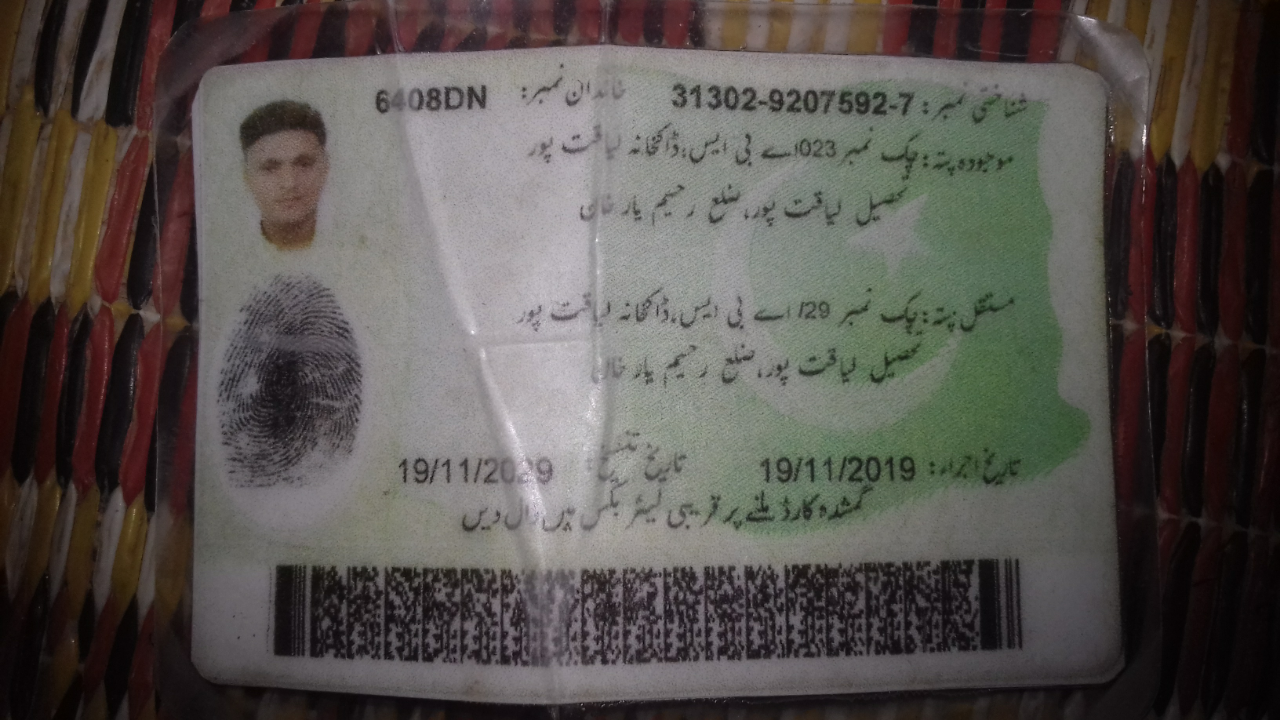 شناختی نمبر: 31302-9207592-7 خاندان نمبر: 6408DN
موجودہ پتہ: چک نمبر 023اے بی ایس، ڈاکخانہ لیاقت پور
تحصیل لیاقت پور، ضلع رحیم یار خان
مستقل پتہ: چک نمبر 29/ اے بی ایس، ڈاکخانہ لیاقت پور
تحصیل لیاقت پور، ضلع رحیم یار خان
تاریخ اجراء: 19/11/2019 تاریخ تنسیخ: 19/11/2029
گمشدہ کارڈ ملنے پر قریبی لیٹر بکس میں ڈال دیں